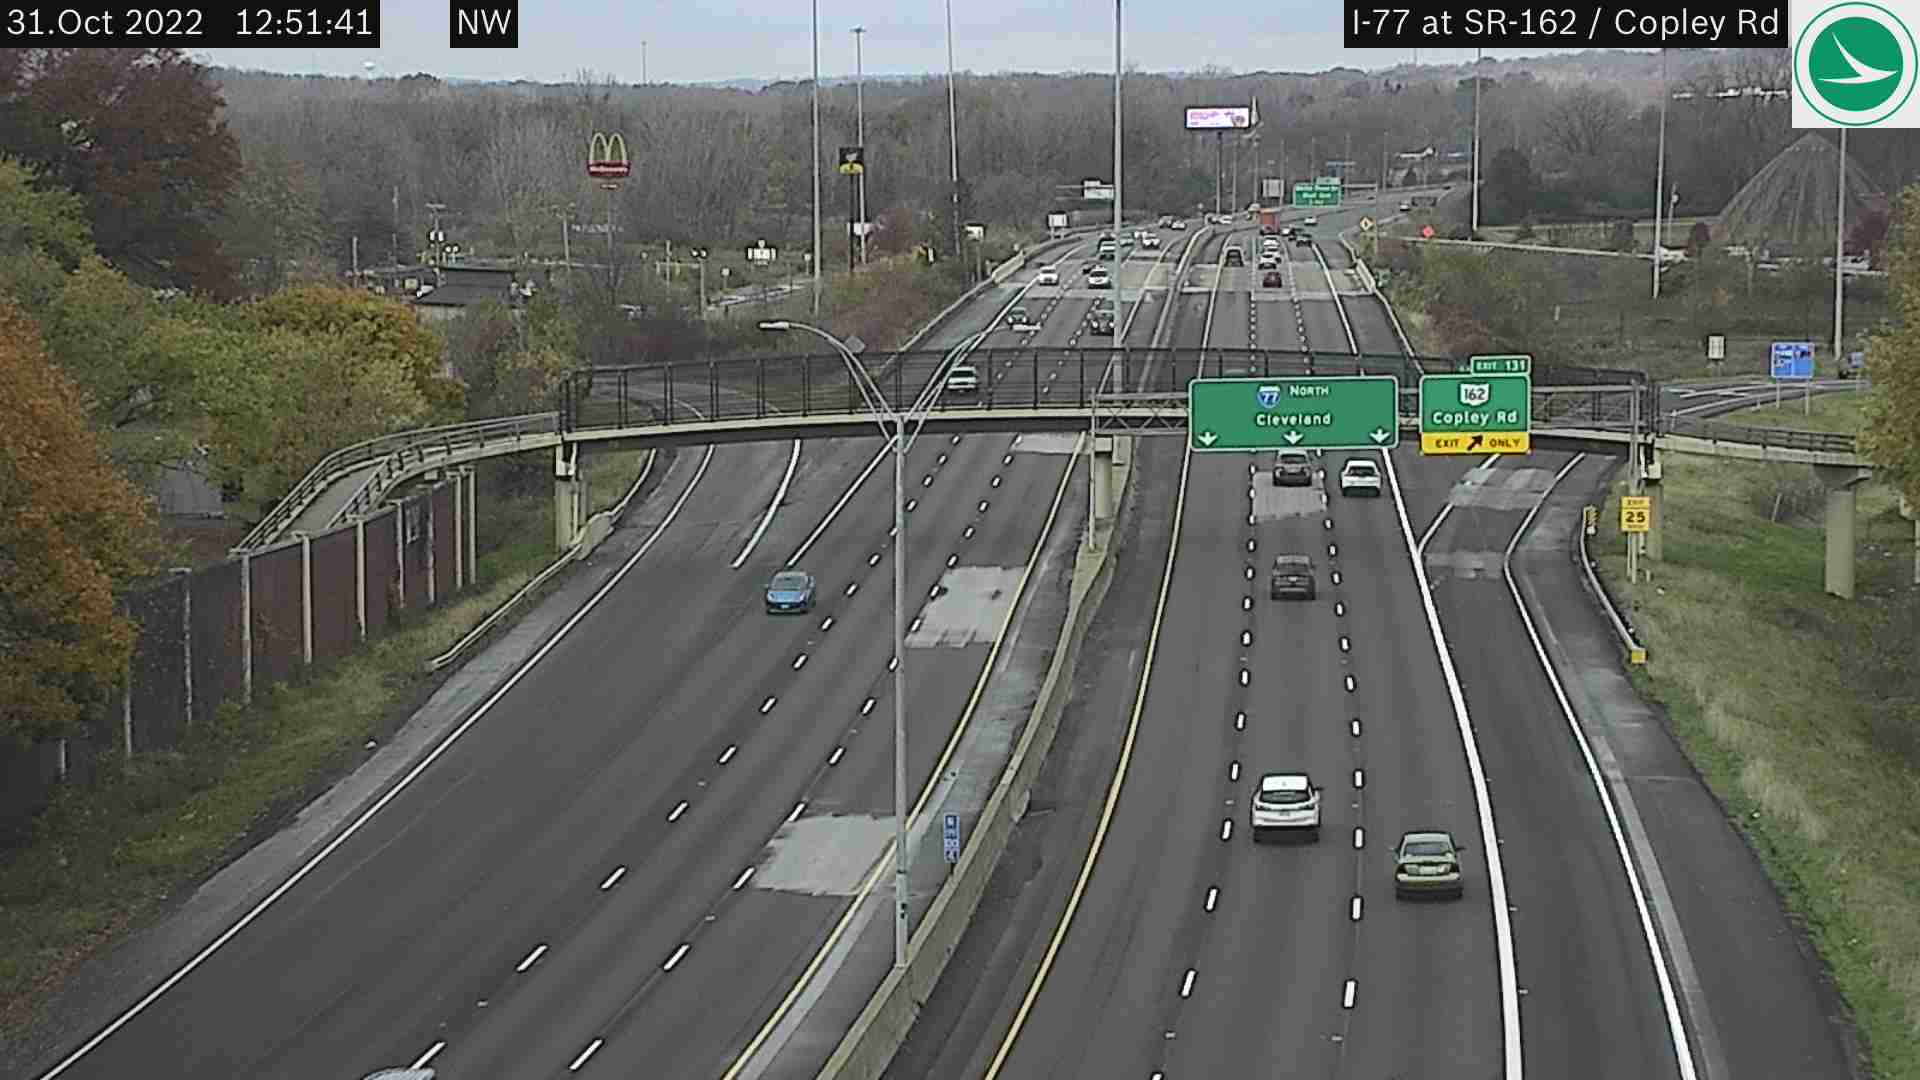 31.Oct 2022 12:51:41
NW
I-77 at SR-162 / Copley Rd
McDonald's
EXIT 131
77 NORTH
Cleveland
162
Copley Rd
EXIT ONLY
EXIT
25